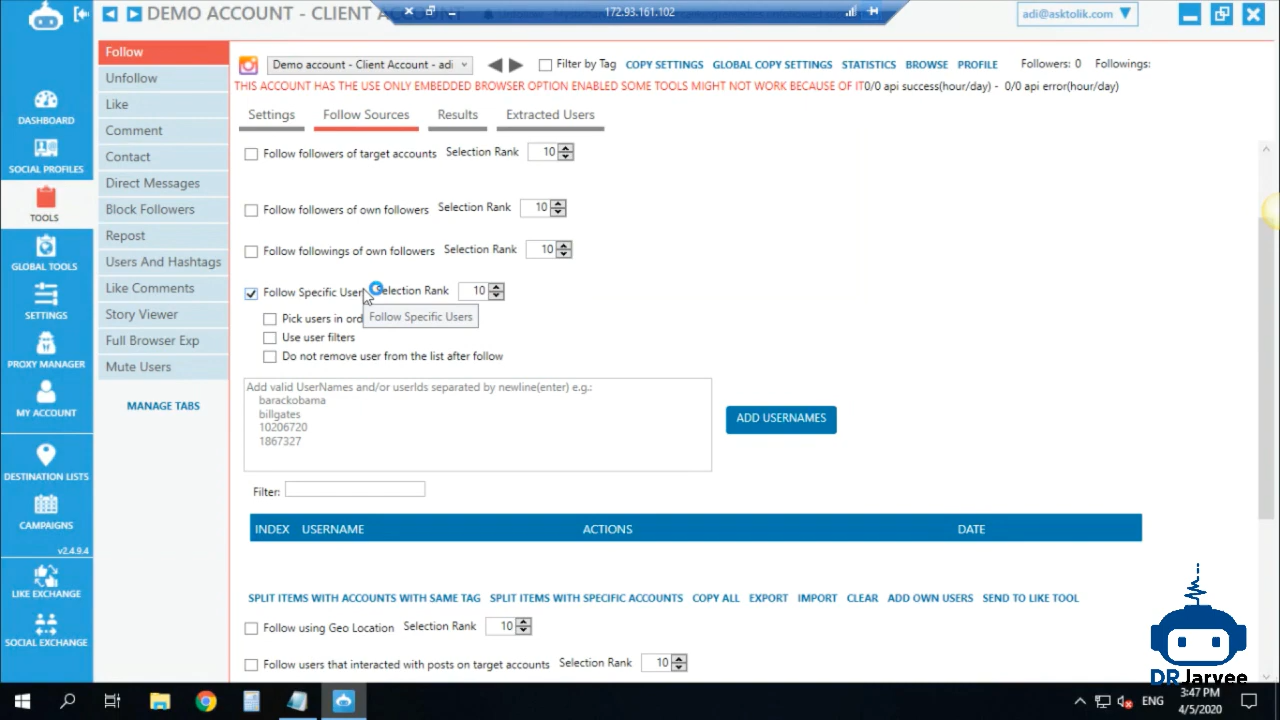 DEMO ACCOUNT - CLIENT ACCOUNT - ADI
172.93.161.102
adi@asktolik.com
DASHBOARD
SOCIAL PROFILES
TOOLS
GLOBAL TOOLS
SETTINGS
PROXY MANAGER
MY ACCOUNT
DESTINATION LISTS
CAMPAIGNS
v2.4.9.4
LIKE EXCHANGE
SOCIAL EXCHANGE
Follow
Unfollow
Like
Comment
Contact
Direct Messages
Block Followers
Repost
Users And Hashtags
Like Comments
Story Viewer
Full Browser Exp
Mute Users
MANAGE TABS
Demo account - Client Account - adi
Filter by Tag
COPY SETTINGS GLOBAL COPY SETTINGS STATISTICS BROWSE PROFILE
Followers: 0 Followings:
THIS ACCOUNT HAS THE USE ONLY EMBEDDED BROWSER OPTION ENABLED SOME TOOLS MIGHT NOT WORK BECAUSE OF IT0/0 api success(hour/day) - 0/0 api error(hour/day)
Settings Follow Sources Results Extracted Users
Follow followers of target accounts Selection Rank 10
Follow followers of own followers Selection Rank 10
Follow followings of own followers Selection Rank 10
Follow Specific User Selection Rank 10
Follow Specific Users
Pick users in ord
Use user filters
Do not remove user from the list after follow
Add valid UserNames and/or userIds separated by newline(enter) e.g.:
barackobama
billgates
10206720
1867327
ADD USERNAMES
Filter:
INDEX USERNAME ACTIONS DATE
SPLIT ITEMS WITH ACCOUNTS WITH SAME TAG SPLIT ITEMS WITH SPECIFIC ACCOUNTS COPY ALL EXPORT IMPORT CLEAR ADD OWN USERS SEND TO LIKE TOOL
Follow using Geo Location Selection Rank 10
Follow users that interacted with posts on target accounts Selection Rank 10
DRJarvee
ENG
3:47 PM
4/5/2020